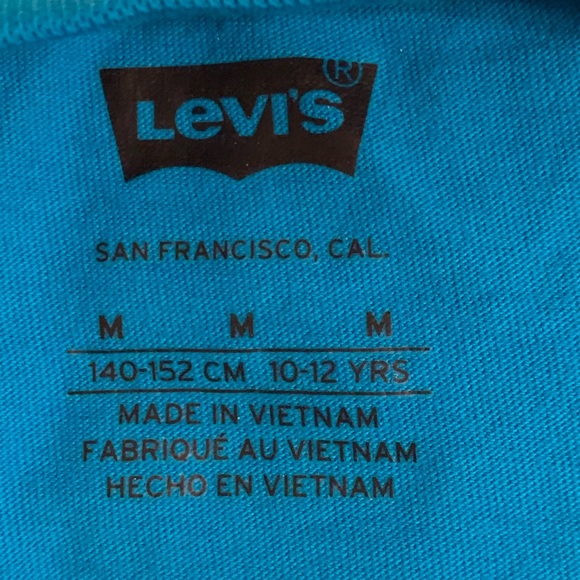 Levi's ®
SAN FRANCISCO, CAL.
M M M
140-152 CM 10-12 YRS
MADE IN VIETNAM
FABRIQUÉ AU VIETNAM
HECHO EN VIETNAM